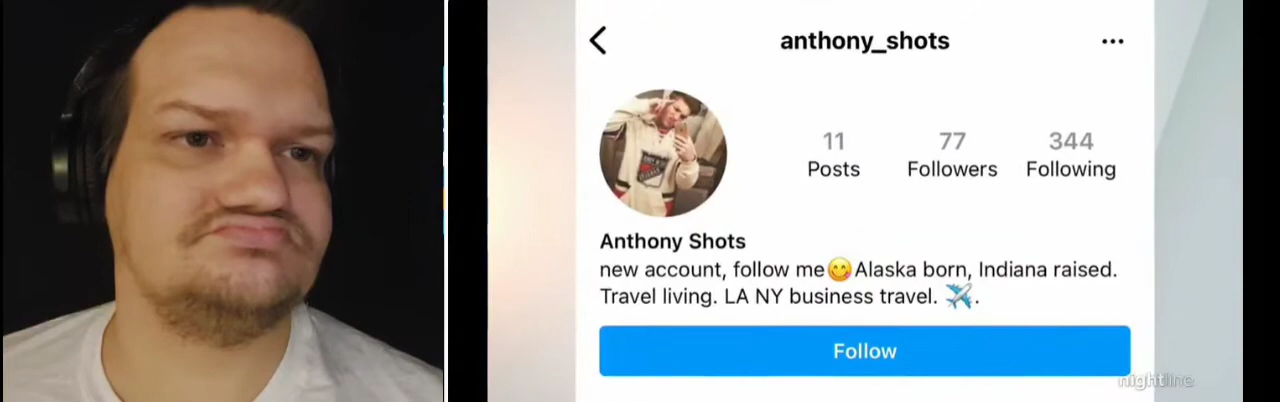 anthony_shots
11
77
344
Posts
Followers
Following
Anthony Shots
new account, follow me😋Alaska born, Indiana raised.
Travel living. LA NY business travel. ✈️.
Follow
nightline